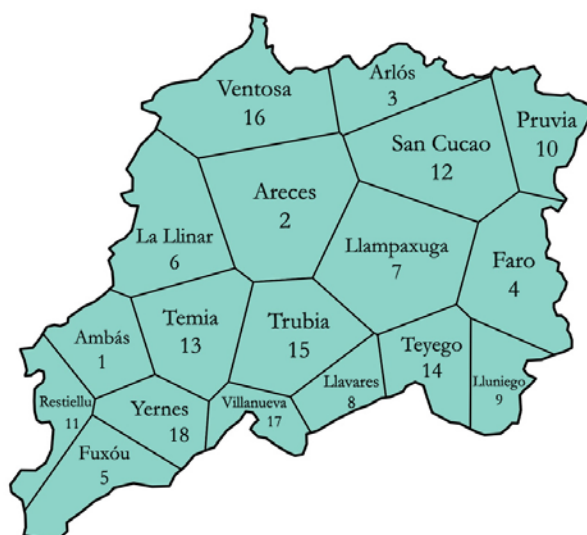 Ventosa
16
Arlós
3
San Cucao
12
Pruvia
10
Areces
2
La Llinar
6
Llampaxuga
7
Faro
4
Ambás
1
Temia
13
Trubia
15
Teyego
14
Lluniego
9
Llavares
8
Restiellu
11
Yernes
18
Villanueva
17
Fuxóu
5